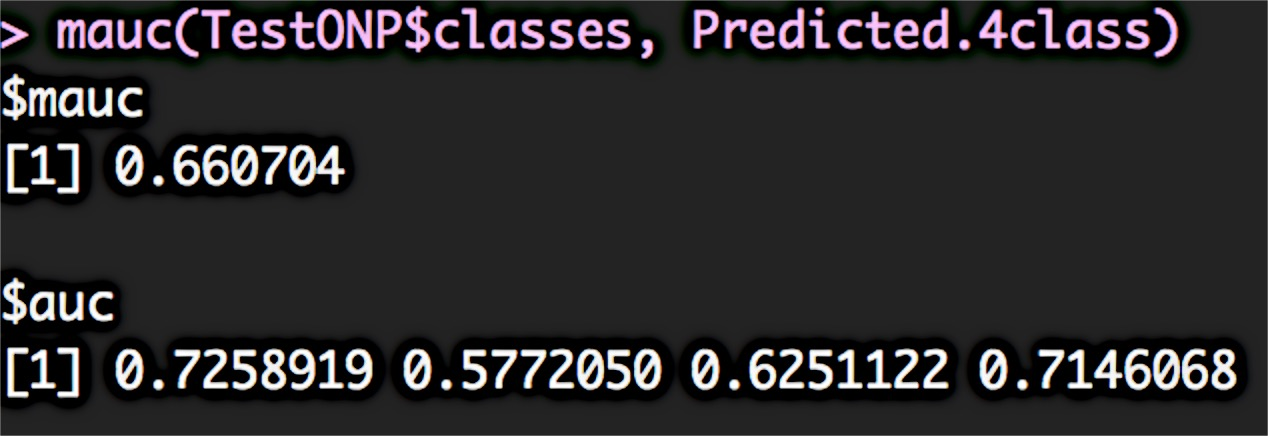 > mauc(TestONP$classes, Predicted.4class)
$mauc
[1] 0.660704
$auc
[1] 0.7258919 0.5772050 0.6251122 0.7146068